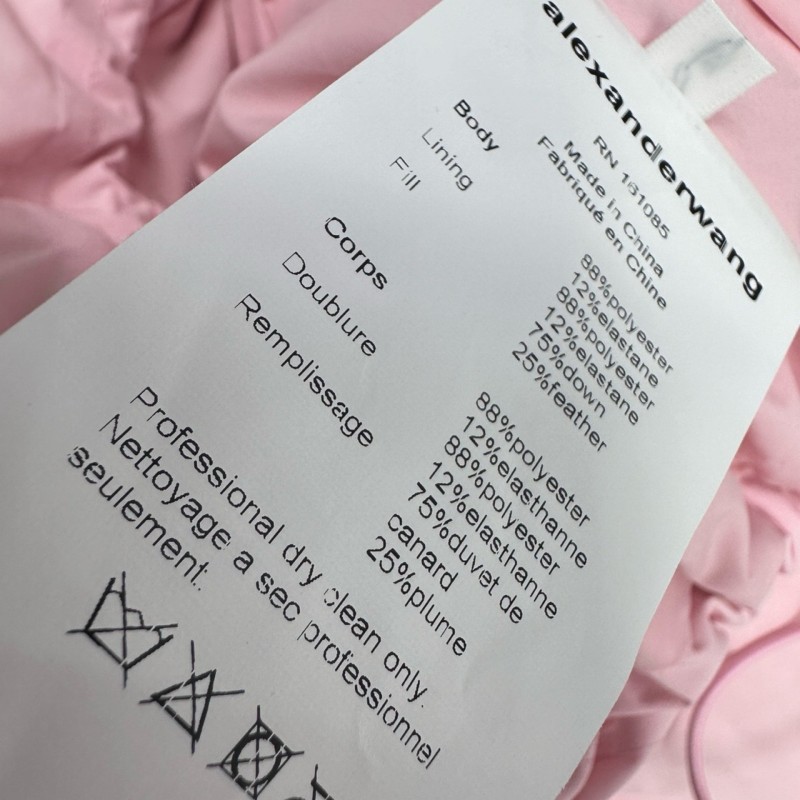 alexanderwang
RN 161085
Made in China
Fabriqué en Chine
Body
88%polyester
12%elastane
Lining
88%polyester
12%elastane
Fill
75%down
25%feather
Corps
88%polyester
12%elasthanne
Doublure
88%polyester
12%elasthanne
Remplissage
75%duvet de
canard
25%plume
Professional dry clean only.
Nettoyage a sec professionnel
seulement.